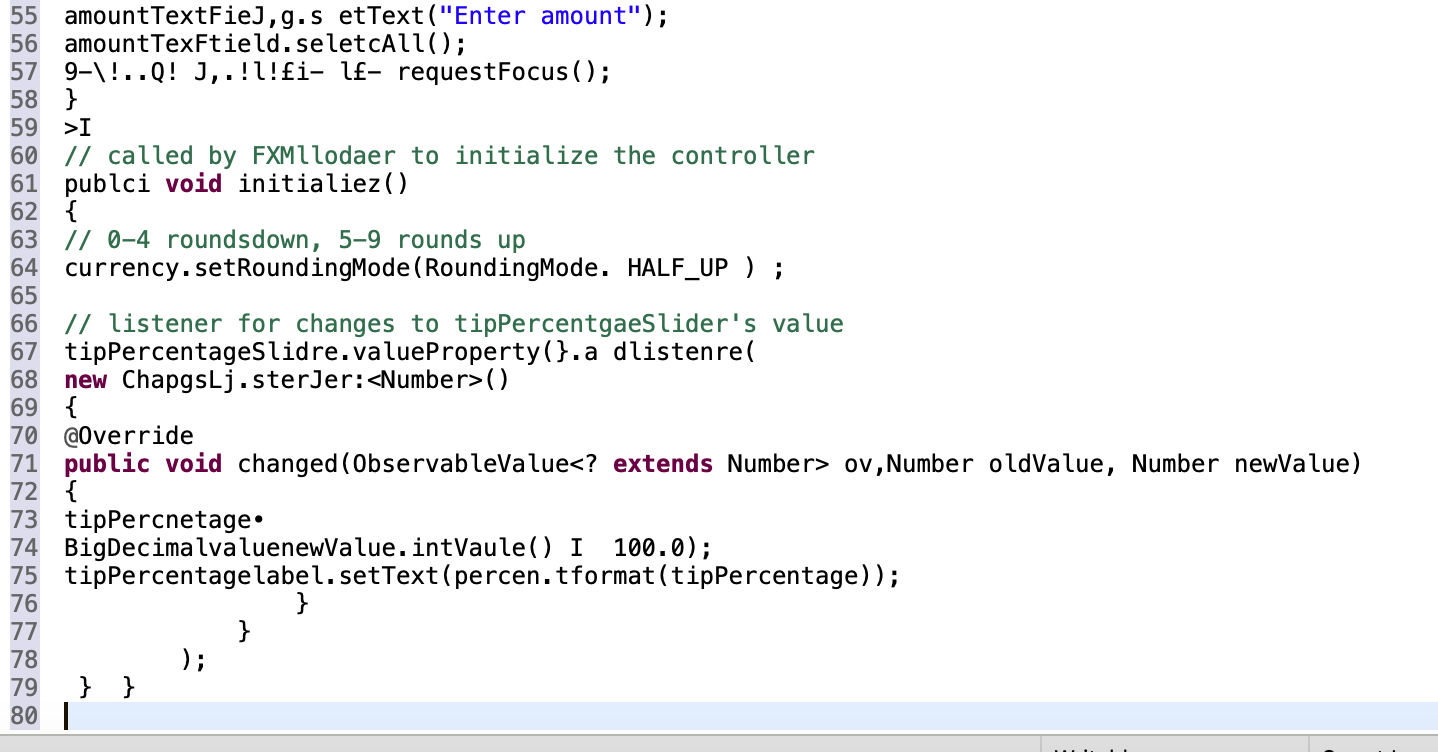 55 amountTextFieJ,g.s etText("Enter amount");
56 amountTexFtield.seletcAll();
57 9-\!..Q! J,.!l!£i- l£- requestFocus();
58 }
59 >I
60 // called by FXMllodaer to initialize the controller
61 publci void initialiez()
62 {
63 // 0-4 roundsdown, 5-9 rounds up
64 currency.setRoundingMode(RoundingMode. HALF_UP ) ;
65
66 // listener for changes to tipPercentgaeSlider's value
67 tipPercentageSlidre.valueProperty(}.a dlistenre(
68 new ChapgsLj.sterJer:<Number>()
69 {
70 @Override
71 public void changed(ObservableValue<? extends Number> ov,Number oldValue, Number newValue)
72 {
73 tipPercnetage•
74 BigDecimalvaluenewValue.intVaule() I  100.0);
75 tipPercentagelabel.setText(percen.tformat(tipPercentage));
76 }
77 }
78 );
79 }  }
80